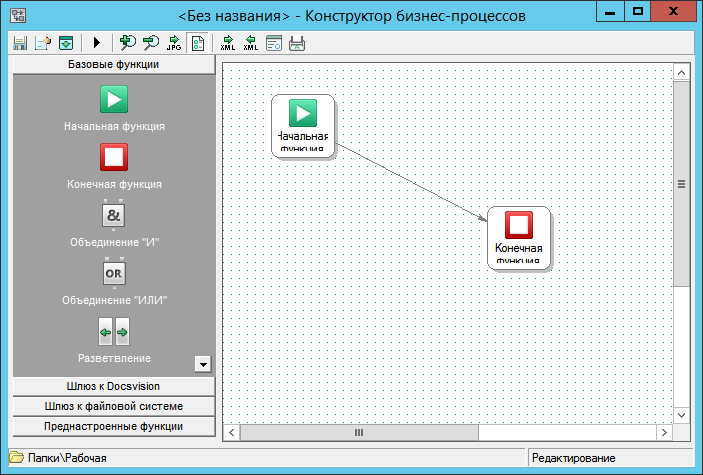 <Без названия> - Конструктор бизнес-процессов
JPG
XML
XML
Базовые функции
Начальная функция
Конечная функция
&
Объединение "И"
OR
Объединение "ИЛИ"
Разветвление
Шлюз к Docsvision
Шлюз к файловой системе
Преднастроенные функции
Начальная
функция
Конечная
функция
Папки\Рабочая
Редактирование